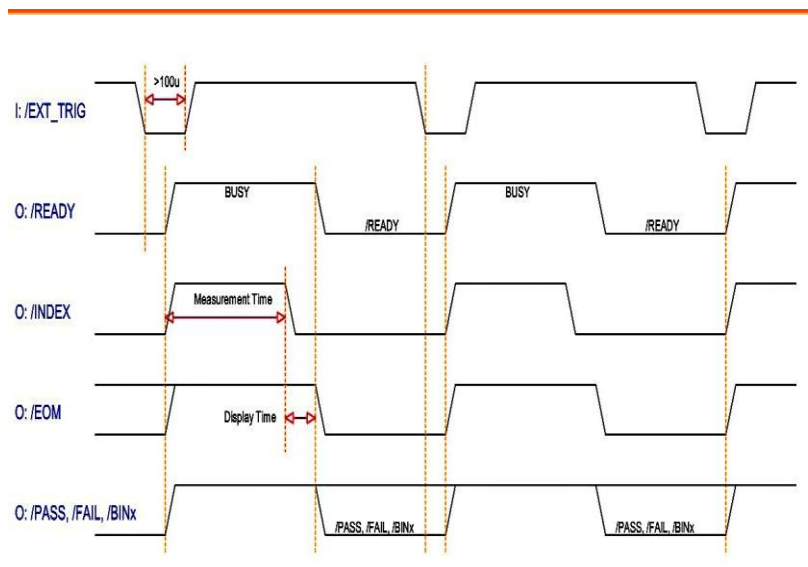 >100u
I: /EXT_TRIG
BUSY
BUSY
O: /READY
/READY
/READY
Measurement Time
O: /INDEX
O: /EOM
Display Time
O: /PASS, /FAIL, /BINx
/PASS, /FAIL, /BINx
/PASS, /FAIL, /BINx